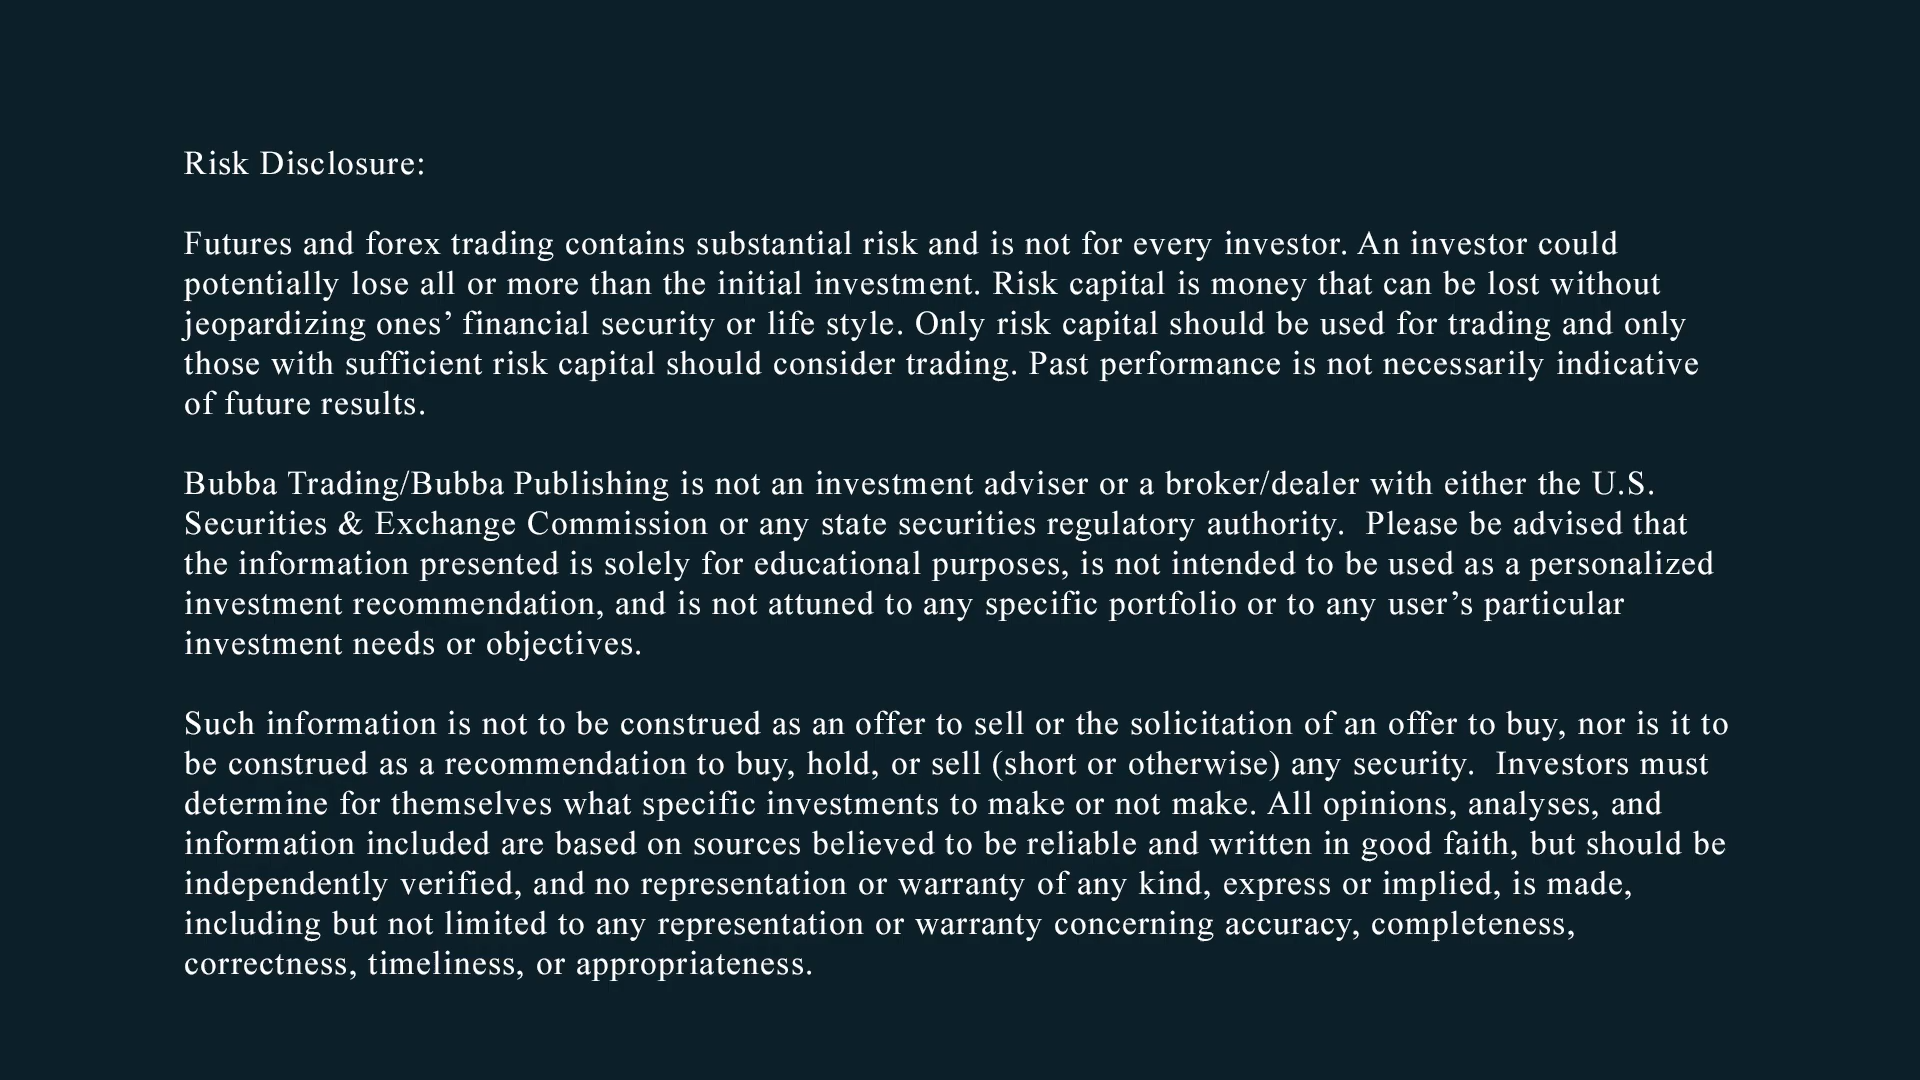 Risk Disclosure:
Futures and forex trading contains substantial risk and is not for every investor. An investor could
potentially lose all or more than the initial investment. Risk capital is money that can be lost without
jeopardizing ones’ financial security or life style. Only risk capital should be used for trading and only
those with sufficient risk capital should consider trading. Past performance is not necessarily indicative
of future results.
Bubba Trading/Bubba Publishing is not an investment adviser or a broker/dealer with either the U.S.
Securities & Exchange Commission or any state securities regulatory authority.  Please be advised that
the information presented is solely for educational purposes, is not intended to be used as a personalized
investment recommendation, and is not attuned to any specific portfolio or to any user’s particular
investment needs or objectives.
Such information is not to be construed as an offer to sell or the solicitation of an offer to buy, nor is it to
be construed as a recommendation to buy, hold, or sell (short or otherwise) any security.  Investors must
determine for themselves what specific investments to make or not make. All opinions, analyses, and
information included are based on sources believed to be reliable and written in good faith, but should be
independently verified, and no representation or warranty of any kind, express or implied, is made,
including but not limited to any representation or warranty concerning accuracy, completeness,
correctness, timeliness, or appropriateness.